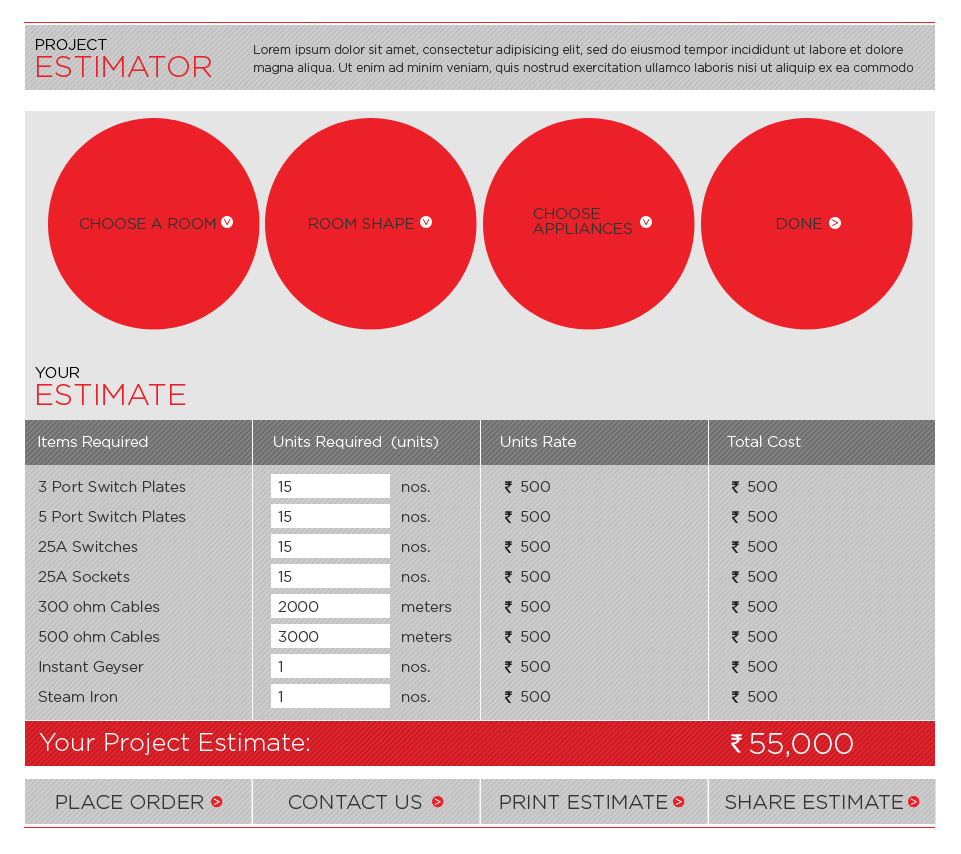 PROJECT
ESTIMATOR
Lorem ipsum dolor sit amet, consectetur adipisicing elit, sed do eiusmod tempor incididunt ut labore et dolore
magna aliqua. Ut enim ad minim veniam, quis nostrud exercitation ullamco laboris nisi ut aliquip ex ea commodo
CHOOSE A ROOM
ROOM SHAPE
CHOOSE
APPLIANCES
DONE
YOUR
ESTIMATE
Items Required Units Required (units) Units Rate Total Cost
3 Port Switch Plates 15 nos. ₹ 500 ₹ 500
5 Port Switch Plates 15 nos. ₹ 500 ₹ 500
25A Switches 15 nos. ₹ 500 ₹ 500
25A Sockets 15 nos. ₹ 500 ₹ 500
300 ohm Cables 2000 meters ₹ 500 ₹ 500
500 ohm Cables 3000 meters ₹ 500 ₹ 500
Instant Geyser 1 nos. ₹ 500 ₹ 500
Steam Iron 1 nos. ₹ 500 ₹ 500
Your Project Estimate: ₹ 55,000
PLACE ORDER
CONTACT US
PRINT ESTIMATE
SHARE ESTIMATE